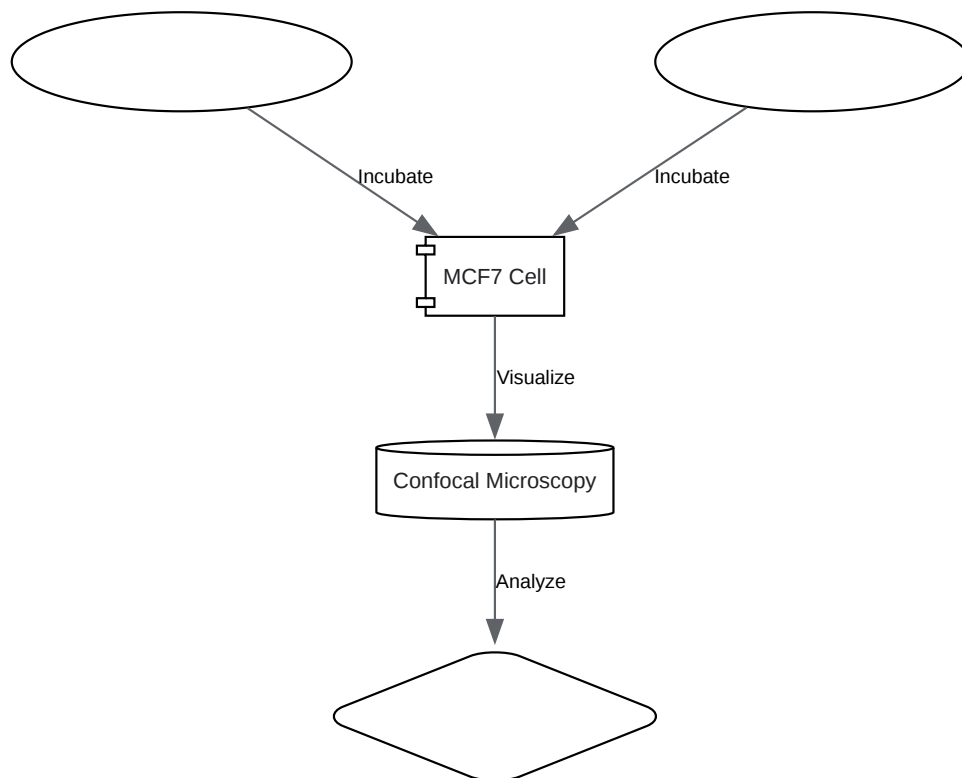 Incubate
Incubate
MCF7 Cell
Visualize
Confocal Microscopy
Analyze